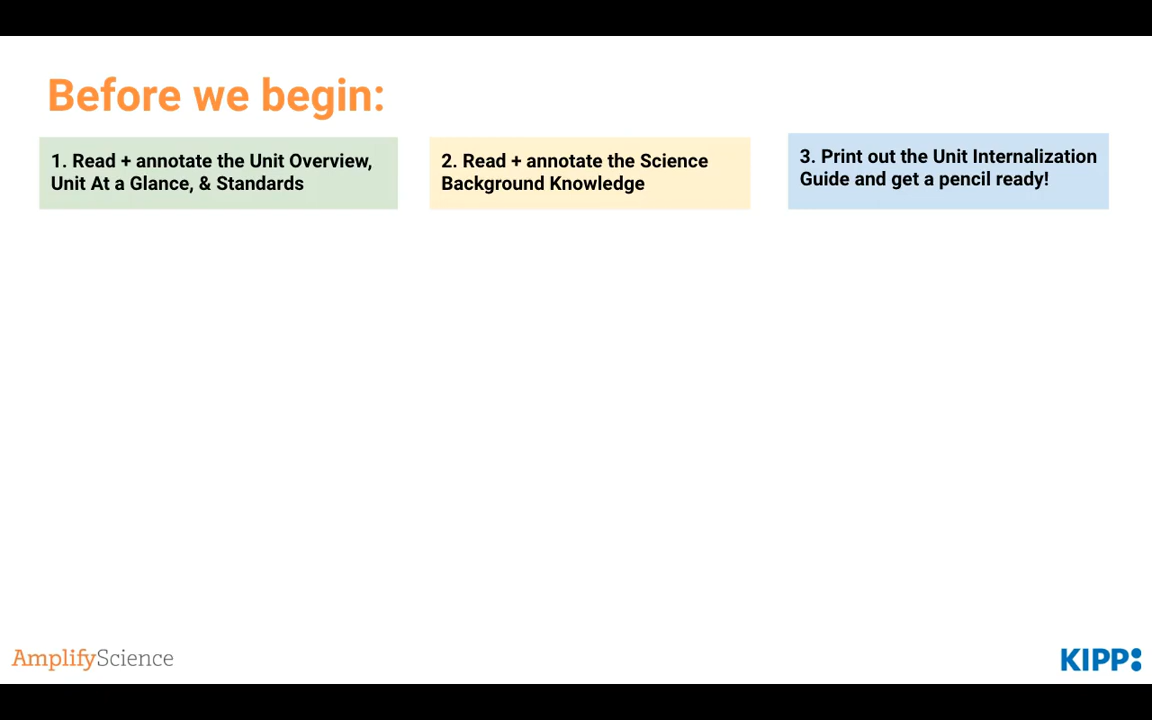 Before we begin:
1. Read + annotate the Unit Overview,
Unit At a Glance, & Standards
2. Read + annotate the Science
Background Knowledge
3. Print out the Unit Internalization
Guide and get a pencil ready!
AmplifyScience
KIPP: